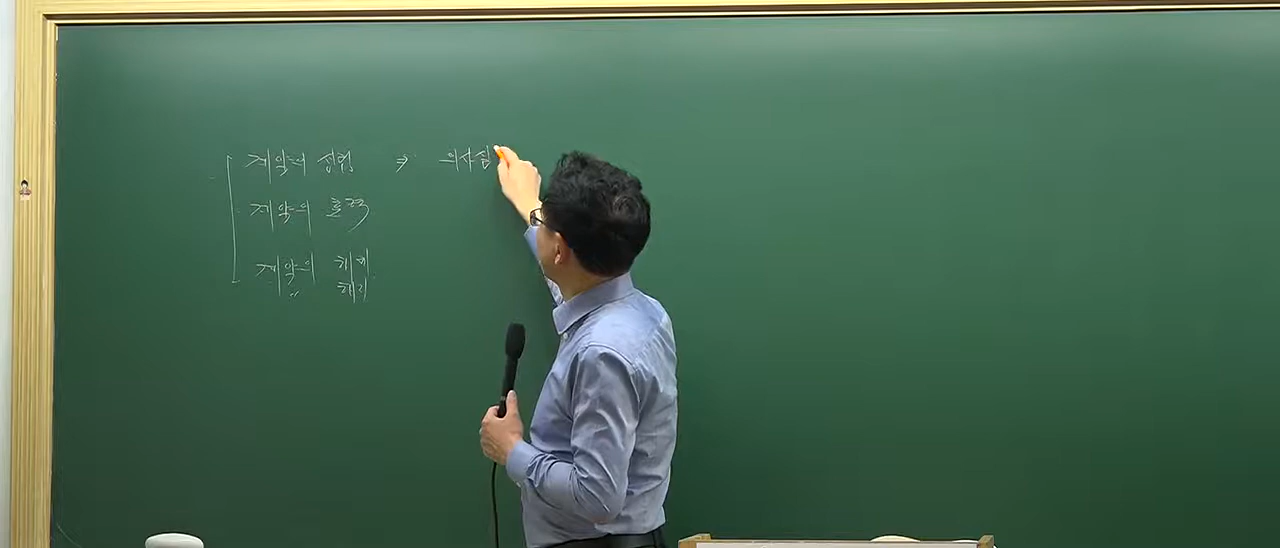 계약의 성립 ⇒ 의사실
계약의 효력
계약의 해제
〃 해지